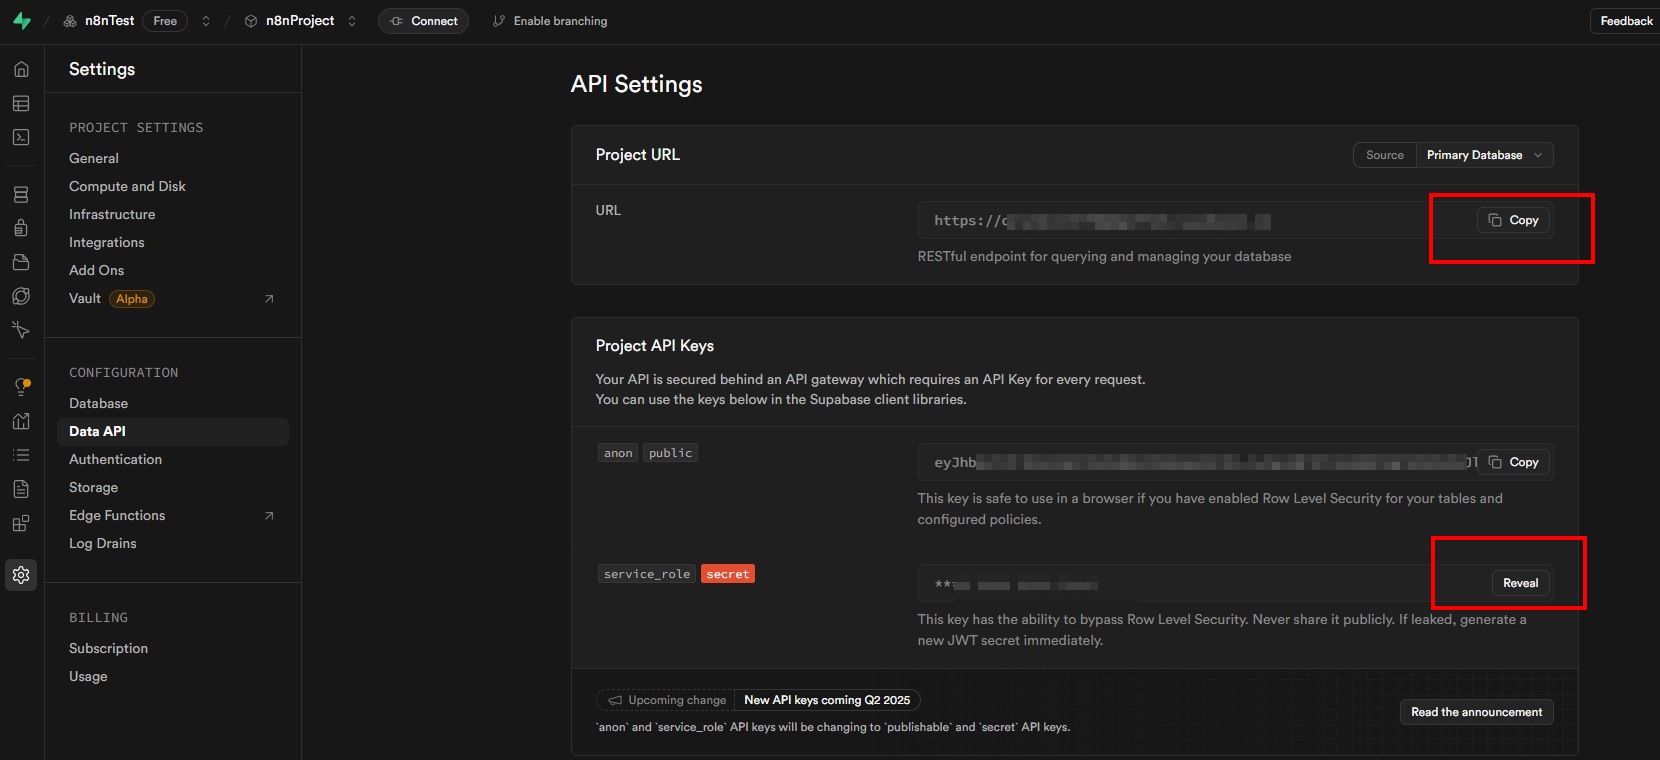 n8nTest Free n8nProject Connect Enable branching Feedback
Settings
PROJECT SETTINGS
General
Compute and Disk
Infrastructure
Integrations
Add Ons
Vault Alpha
CONFIGURATION
Database
Data API
Authentication
Storage
Edge Functions
Log Drains
BILLING
Subscription
Usage
API Settings
Project URL Source Primary Database
URL https:// Copy
RESTful endpoint for querying and managing your database
Project API Keys
Your API is secured behind an API gateway which requires an API Key for every request.
You can use the keys below in the Supabase client libraries.
anon public eyJhb Copy
This key is safe to use in a browser if you have enabled Row Level Security for your tables and
configured policies.
service_role secret ** Reveal
This key has the ability to bypass Row Level Security. Never share it publicly. If leaked, generate a
new JWT secret immediately.
Upcoming change New API keys coming Q2 2025
`anon` and `service_role` API keys will be changing to `publishable` and `secret` API keys.
Read the announcement